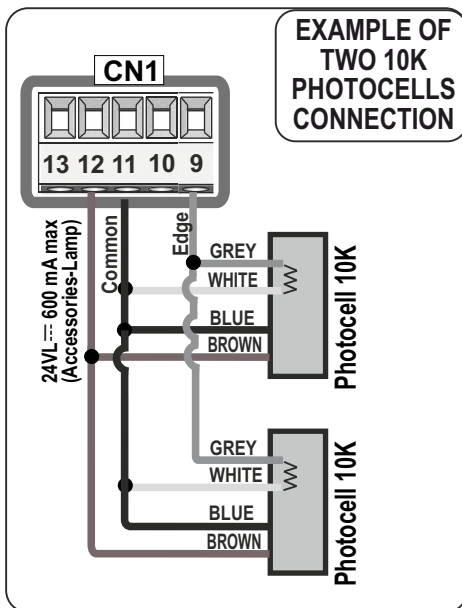 EXAMPLE OF
TWO 10K
PHOTOCELLS
CONNECTION
CN1
13 12 11 10 9
24VL⎓ 600 mA max
(Accessories-Lamp)
Common
Edge
GREY
WHITE
BLUE
BROWN
Photocell 10K
GREY
WHITE
BLUE
BROWN
Photocell 10K